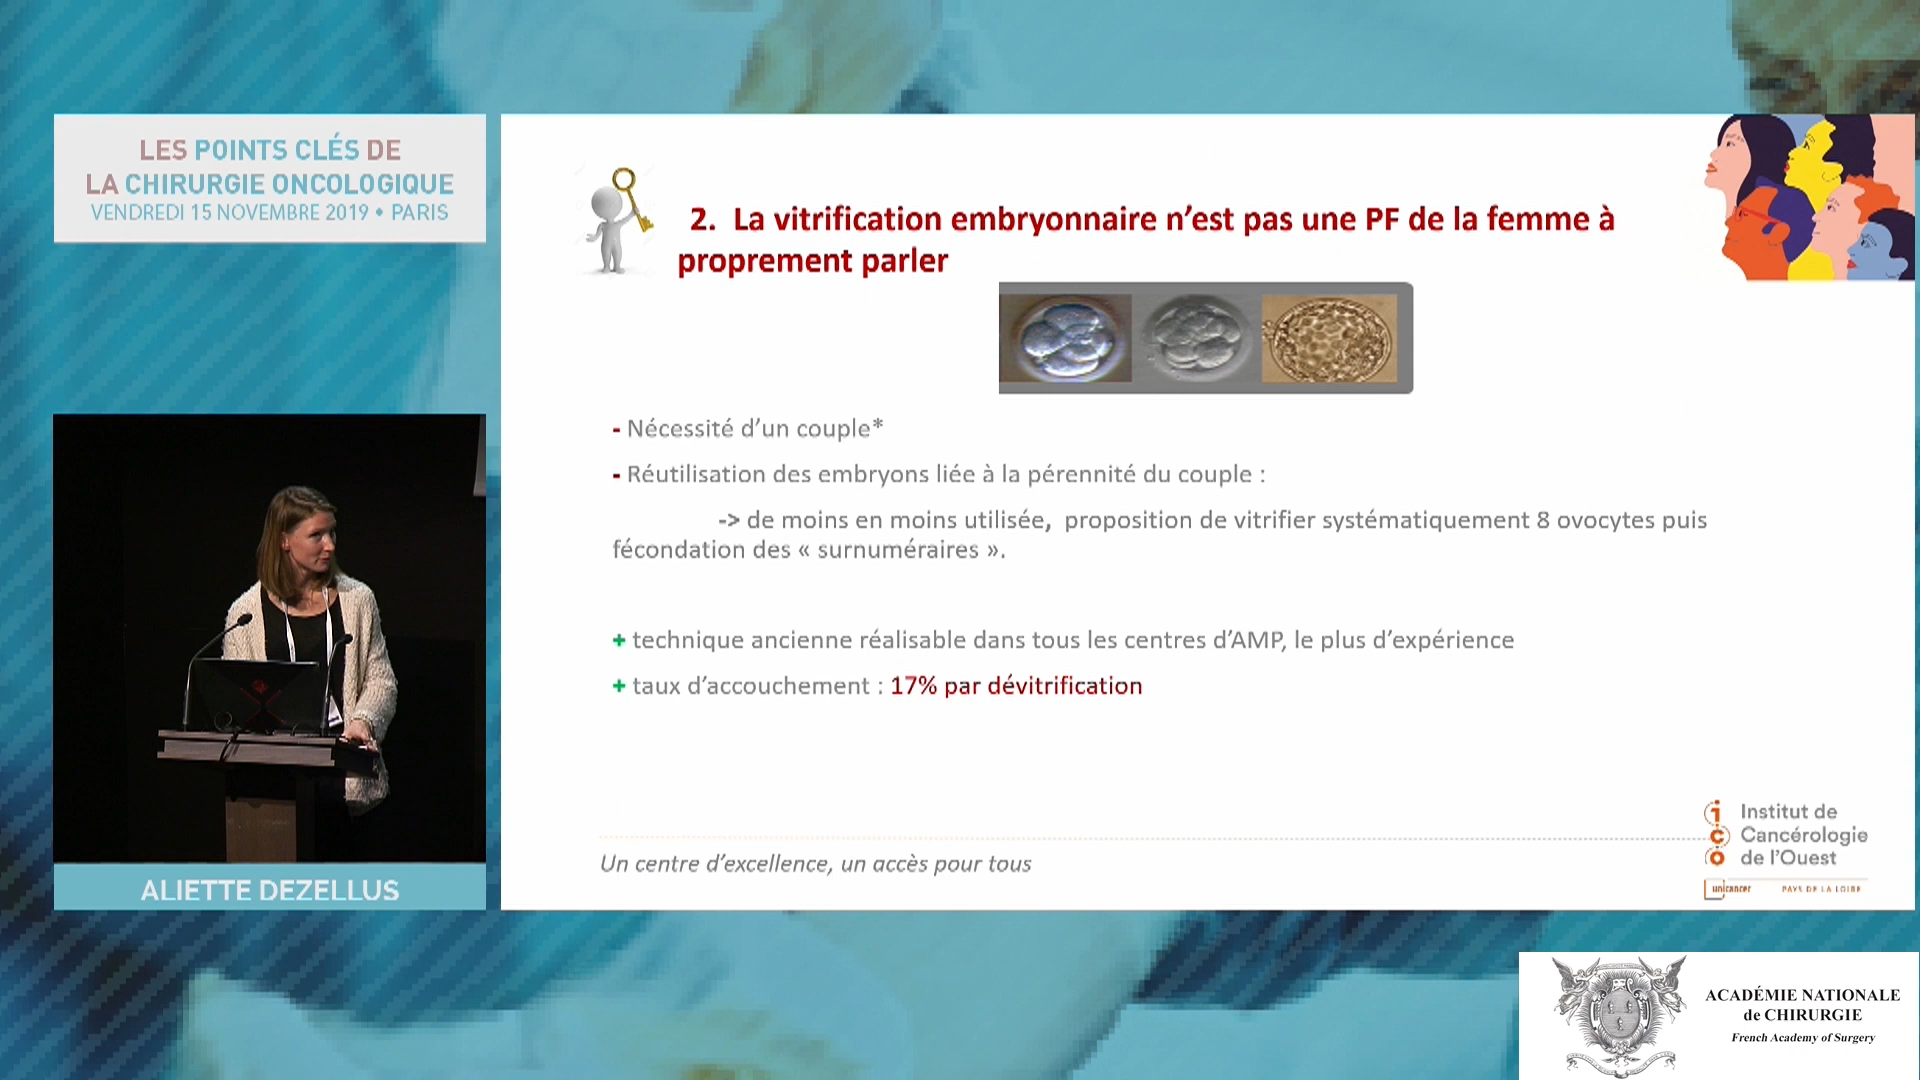 LES POINTS CLÉS DE
LA CHIRURGIE ONCOLOGIQUE
VENDREDI 15 NOVEMBRE 2019 • PARIS
2. La vitrification embryonnaire n’est pas une PF de la femme à
proprement parler
- Nécessité d’un couple*
- Réutilisation des embryons liée à la pérennité du couple :
-> de moins en moins utilisée, proposition de vitrifier systématiquement 8 ovocytes puis
fécondation des « surnuméraires ».
+ technique ancienne réalisable dans tous les centres d’AMP, le plus d’expérience
+ taux d’accouchement : 17% par dévitrification
Un centre d’excellence, un accès pour tous
ico
Institut de
Cancérologie
de l’Ouest
unicancer
PAYS DE LA LOIRE
ALIETTE DEZELLUS
ACADÉMIE NATIONALE
de CHIRURGIE
French Academy of Surgery